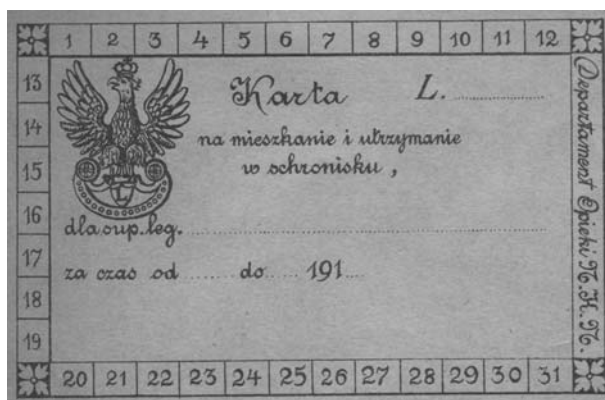 1 2 3 4 5 6 7 8 9 10 11 12
13
14
15
16
17
18
19
Karta L. ..........
na mieszkanie i utrzymanie
w schronisku,
dla sup. leg. ..........
za czas od ...... do ..... 191....
Departament Opieki N. K. N.
20 21 22 23 24 25 26 27 28 29 30 31